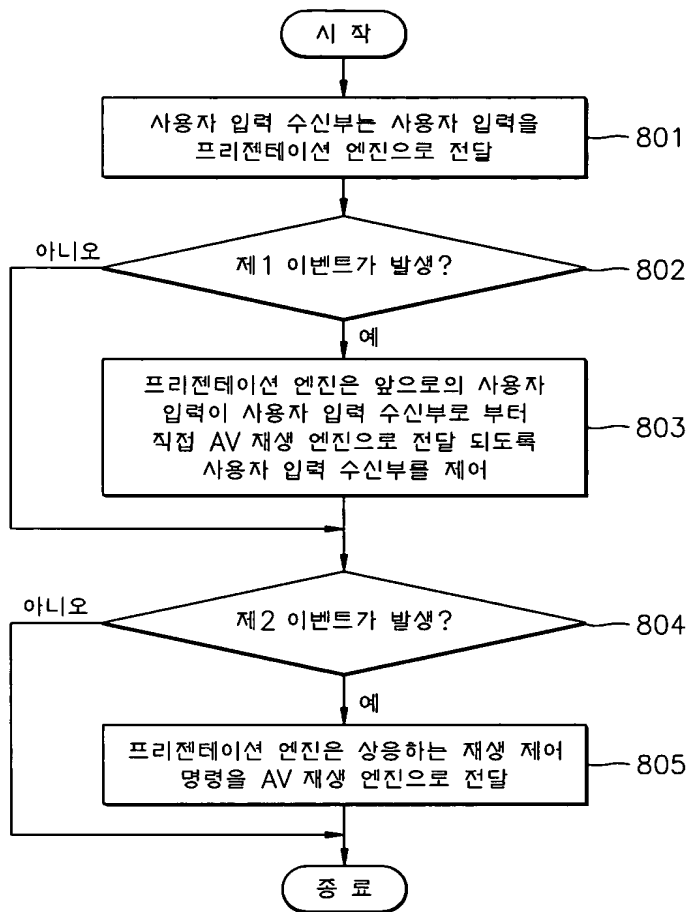 시 작
사용자 입력 수신부는 사용자 입력을
프리젠테이션 엔진으로 전달
801
아니오
제1 이벤트가 발생?
802
예
프리젠테이션 엔진은 앞으로의 사용자
입력이 사용자 입력 수신부로 부터
직접 AV 재생 엔진으로 전달 되도록
사용자 입력 수신부를 제어
803
아니오
제2 이벤트가 발생?
804
예
프리젠테이션 엔진은 상응하는 재생 제어
명령을 AV 재생 엔진으로 전달
805
종 료